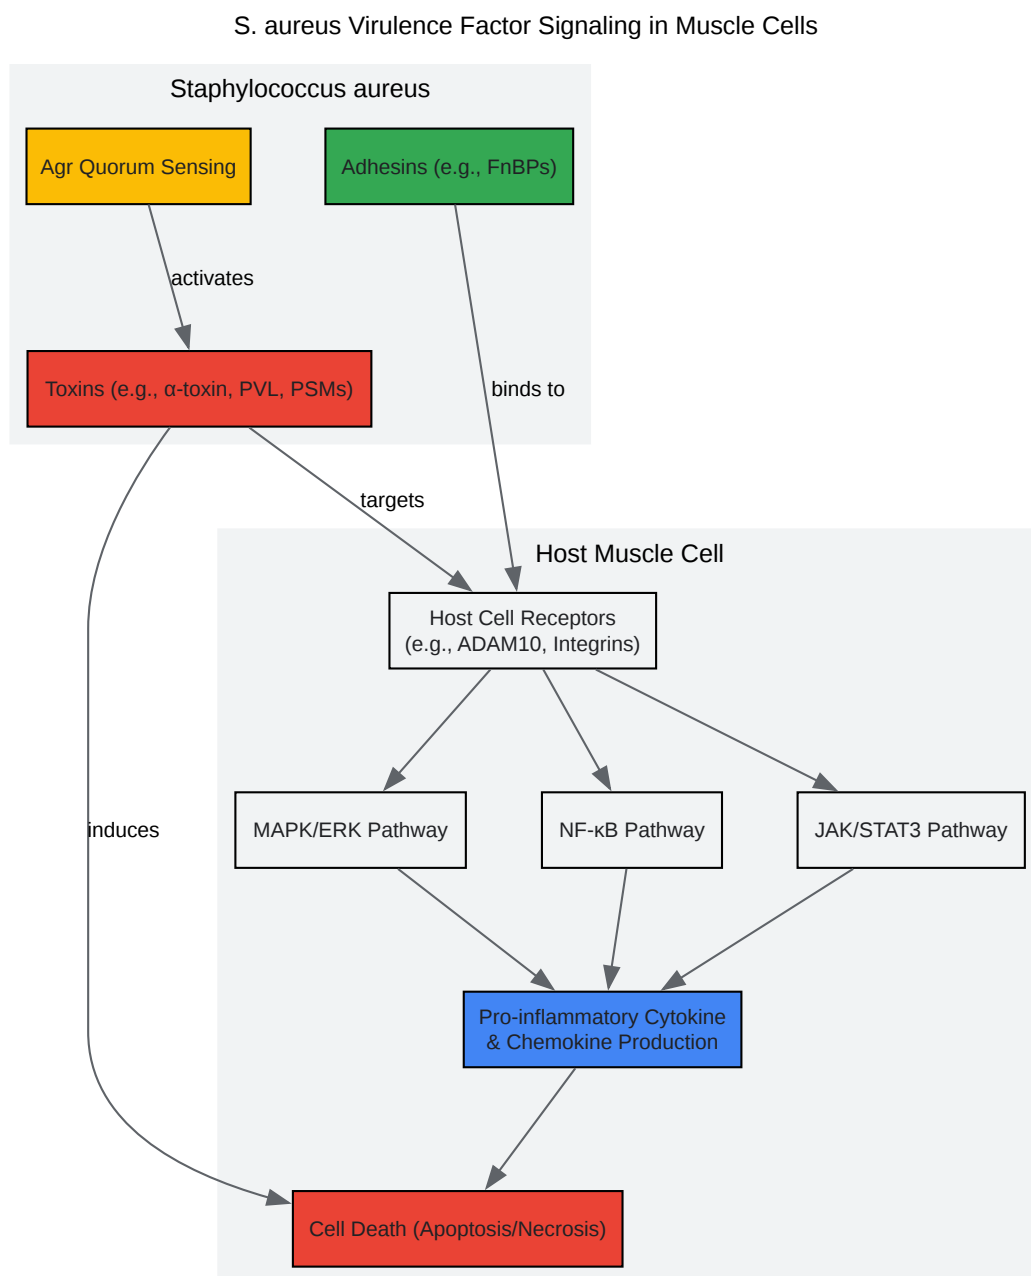 S. aureus Virulence Factor Signaling in Muscle Cells
Staphylococcus aureus
Agr Quorum Sensing
Adhesins (e.g., FnBPs)
activates
Toxins (e.g., α-toxin, PVL, PSMs)
binds to
targets
Host Muscle Cell
Host Cell Receptors
(e.g., ADAM10, Integrins)
induces
MAPK/ERK Pathway
NF-κB Pathway
JAK/STAT3 Pathway
Pro-inflammatory Cytokine
& Chemokine Production
Cell Death (Apoptosis/Necrosis)